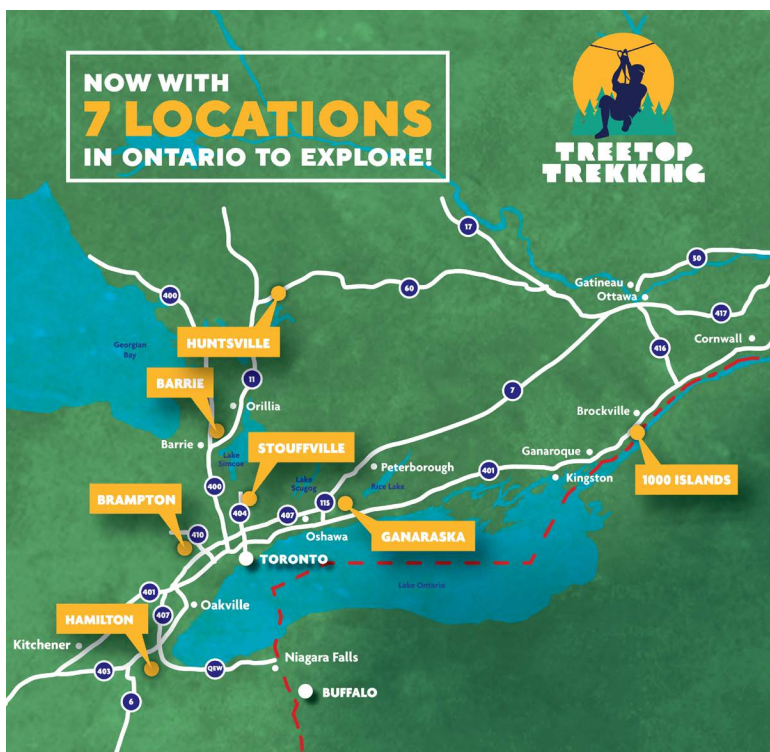 NOW WITH
7 LOCATIONS
IN ONTARIO TO EXPLORE!
TREETOP
TREKKING
17
50
Gatineau
Ottawa
400
60
417
Georgian
Bay
HUNTSVILLE
Cornwall
416
BARRIE
11
7
Orillia
Brockville
Barrie
STOUFFVILLE
Lake
Simcoe
Ganaroque
Peterborough
401
Lake
Scugog
Rice Lake
Kingston
1000 ISLANDS
BRAMPTON
400
404
407
115
Oshawa
GANARASKA
410
TORONTO
401
Lake Ontario
407
Oakville
HAMILTON
Kitchener
403
QEW
Niagara Falls
6
BUFFALO